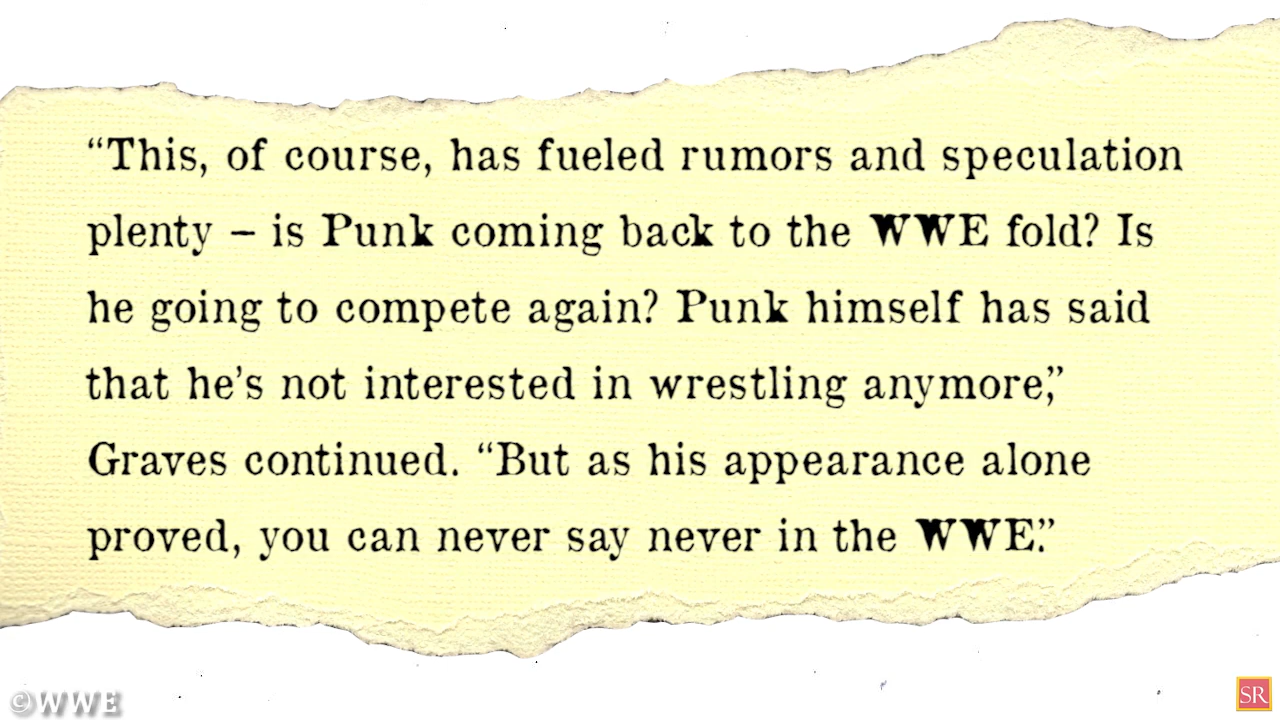 “This, of course, has fueled rumors and speculation
plenty – is Punk coming back to the WWE fold? Is
he going to compete again? Punk himself has said
that he’s not interested in wrestling anymore,”
Graves continued. “But as his appearance alone
proved, you can never say never in the WWE.”
©WWE
SR